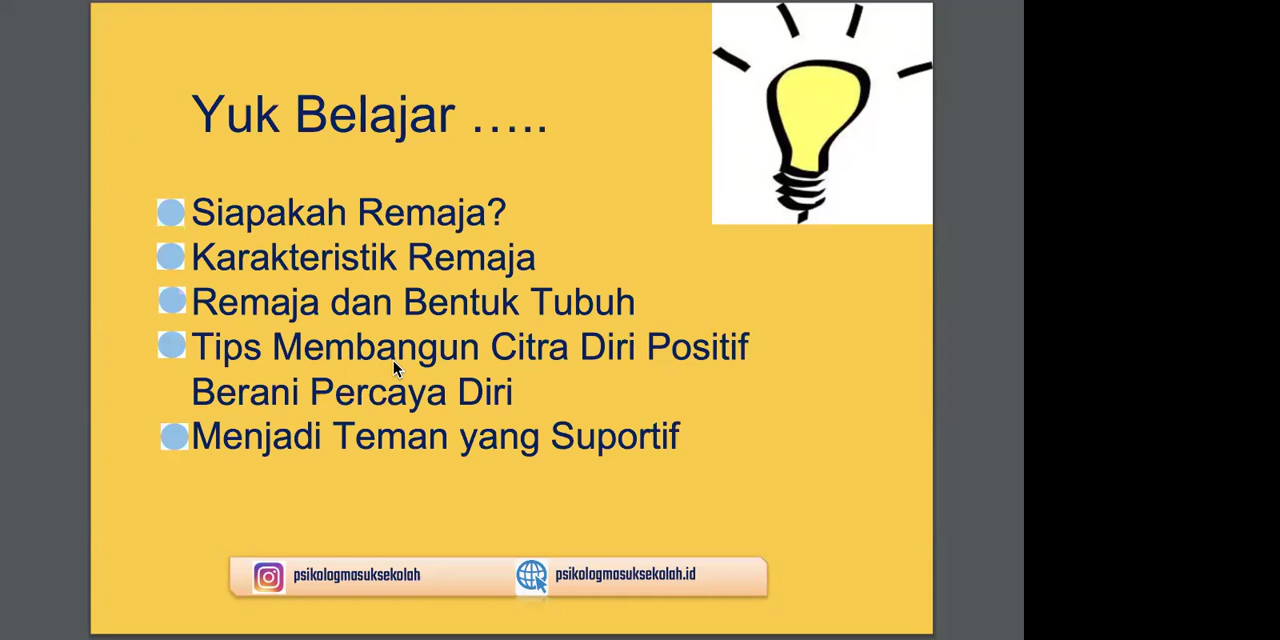 Yuk Belajar …..
Siapakah Remaja?
Karakteristik Remaja
Remaja dan Bentuk Tubuh
Tips Membangun Citra Diri Positif
Berani Percaya Diri
Menjadi Teman yang Suportif
psikologmasuksekolah
psikologmasuksekolah.id